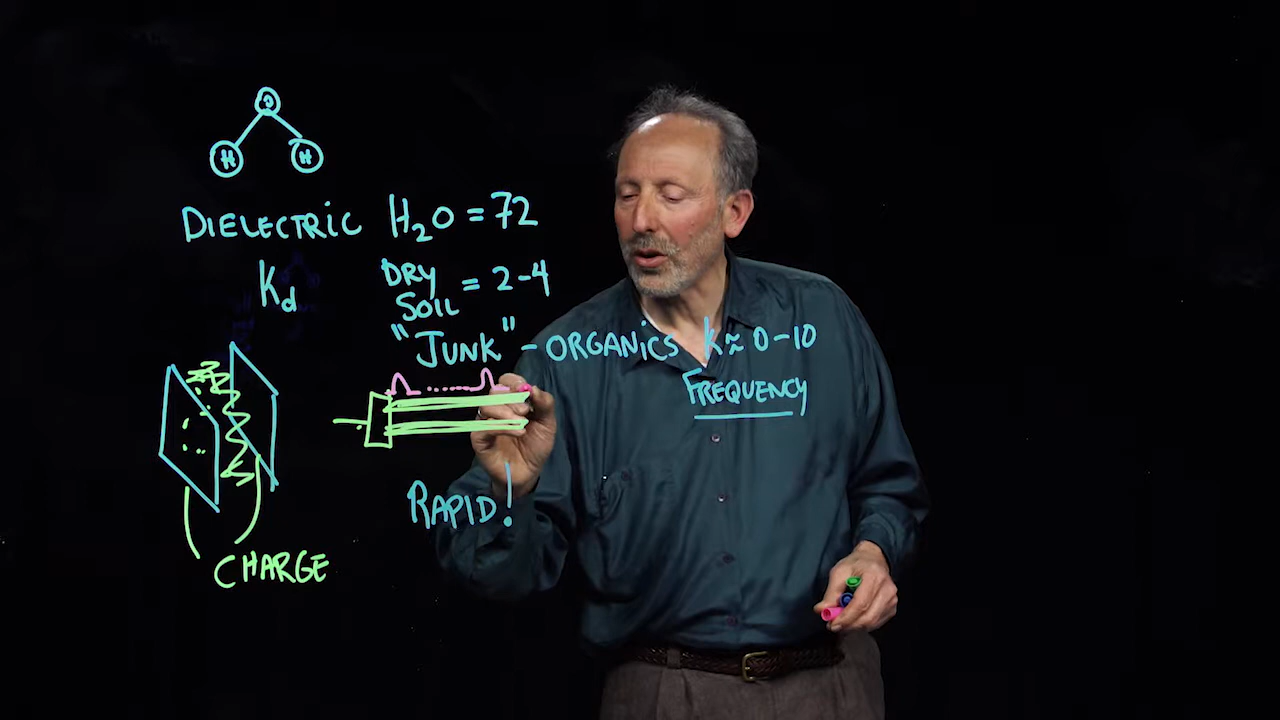 O
H H
DIELECTRIC H₂O = 72
Kd
DRY SOIL = 2-4
"JUNK" - ORGANICS k ≈ 0-10
FREQUENCY
RAPID!
CHARGE